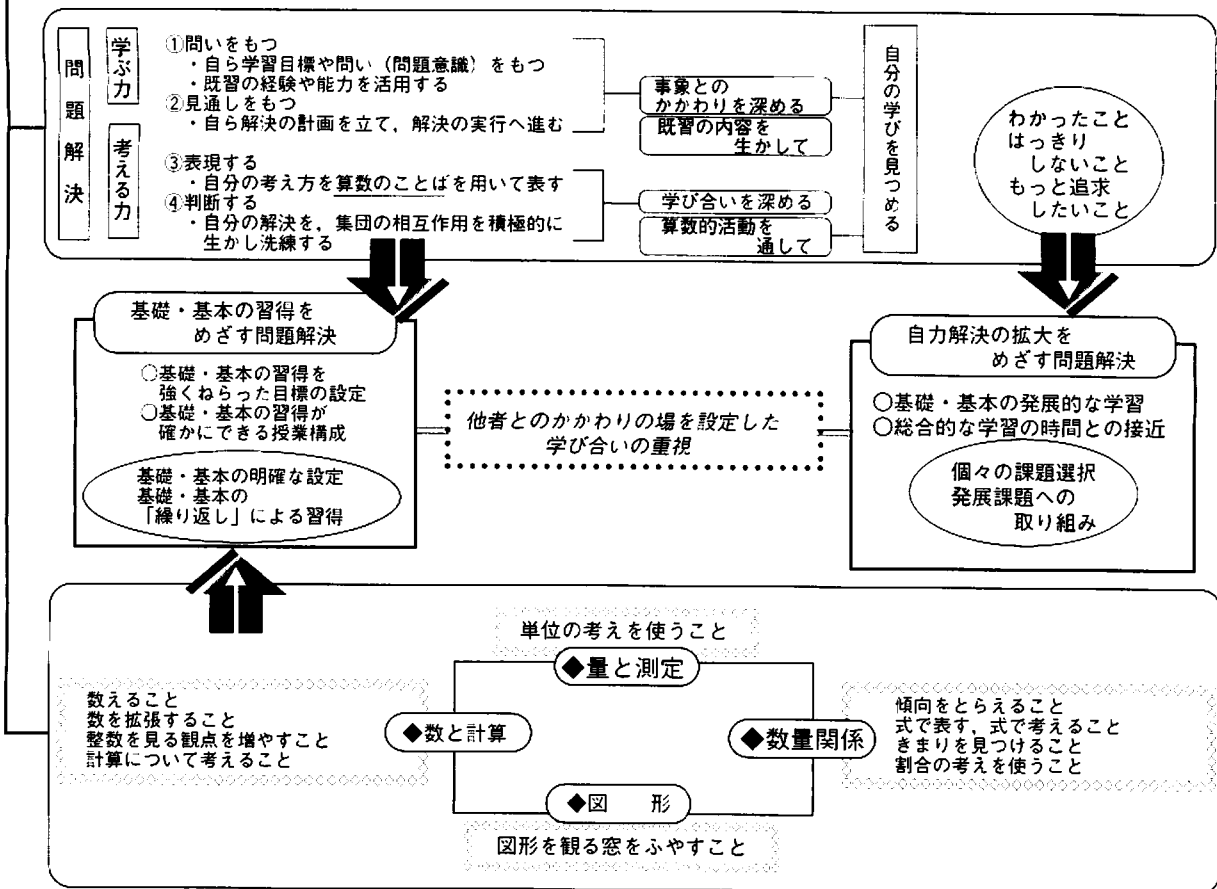 問題解決
学ぶ力
考える力
①問いをもつ
・自ら学習目標や問い（問題意識）をもつ
・既習の経験や能力を活用する
②見通しをもつ
・自ら解決の計画を立て，解決の実行へ進む
③表現する
・自分の考え方を算数のことばを用いて表す
④判断する
・自分の解決を，集団の相互作用を積極的に
生かし洗練する
事象との
かかわりを深める
既習の内容を
生かして
学び合いを深める
算数的活動を
通して
自分の学びを見つめる
わかったこと
はっきり
しないこと
もっと追求
したいこと
基礎・基本の習得を
めざす問題解決
○基礎・基本の習得を
強くねらった目標の設定
○基礎・基本の習得が
確かにできる授業構成
基礎・基本の明確な設定
基礎・基本の
「繰り返し」による習得
他者とのかかわりの場を設定した
学び合いの重視
自力解決の拡大を
めざす問題解決
○基礎・基本の発展的な学習
○総合的な学習の時間との接近
個々の課題選択
発展課題への
取り組み
単位の考えを使うこと
◆量と測定
数えること
数を拡張すること
整数を見る観点を増やすこと
計算について考えること
◆数と計算
◆数量関係
傾向をとらえること
式で表す，式で考えること
きまりを見つけること
割合の考えを使うこと
◆図　形
図形を観る窓をふやすこと